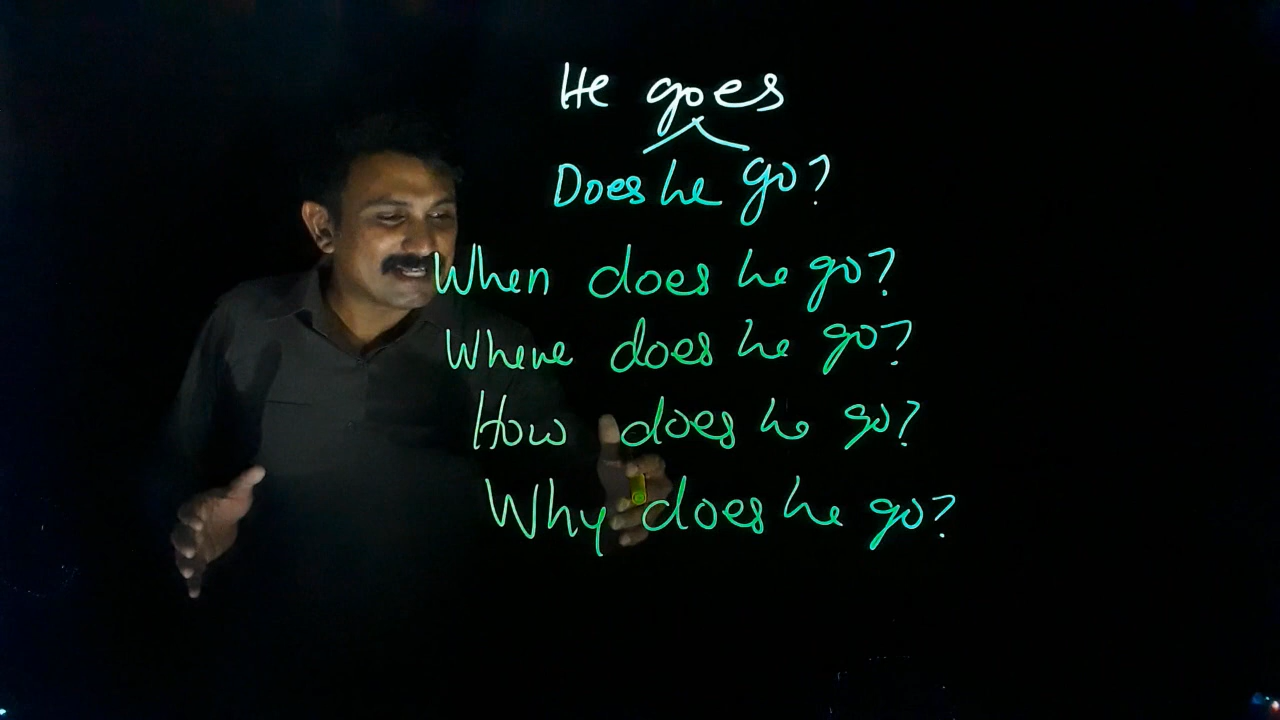 He goes
Does he go?
When does he go?
Where does he go?
How does he go?
Why does he go?